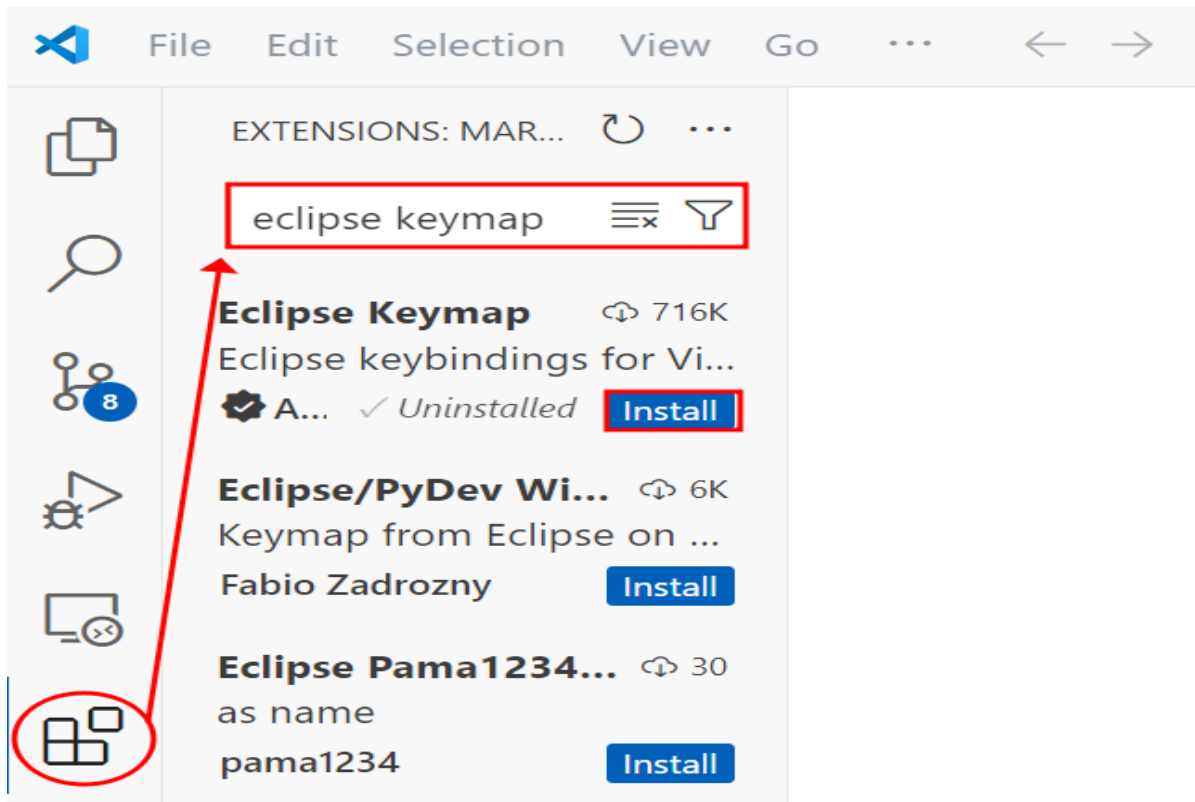 File Edit Selection View Go ...
EXTENSIONS: MAR... ...
eclipse keymap
Eclipse Keymap 716K
Eclipse keybindings for Vi...
A... ✓ Uninstalled Install
8
Eclipse/PyDev Wi... 6K
Keymap from Eclipse on ...
Fabio Zadrozny Install
Eclipse Pama1234... 30
as name
pama1234 Install